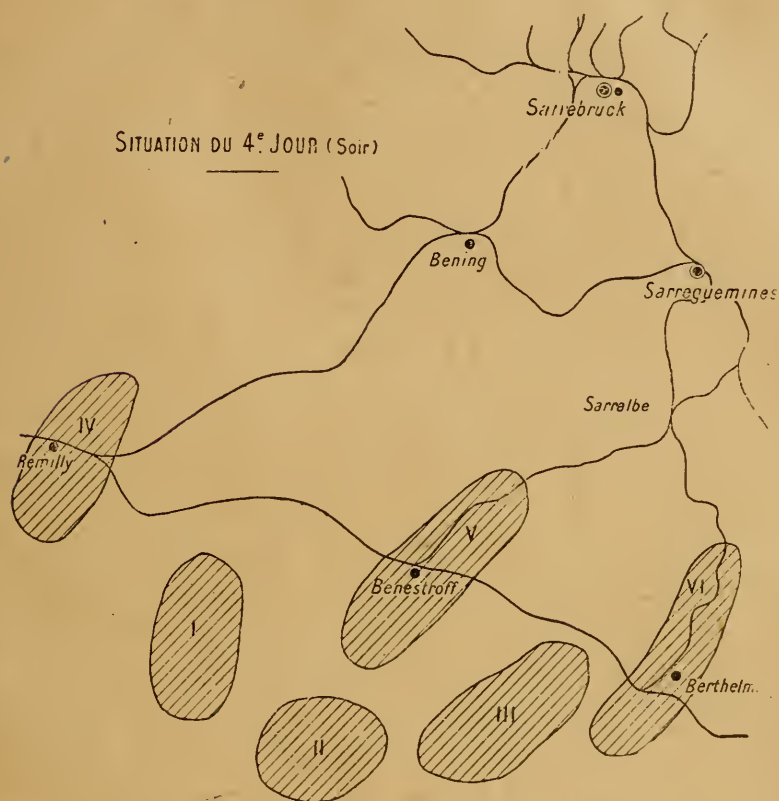 Sarrebruck
SITUATION DU 4e JOUR (Soir)
Bening
Sarreguemines
Sarralbe
IV
Remilly
V
Benestroff
VI
I
Berthelm.
III
II